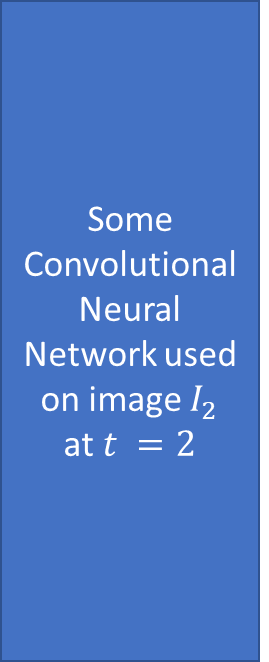 Some
Convolutional
Neural
Network used
on image I₂
at t = 2